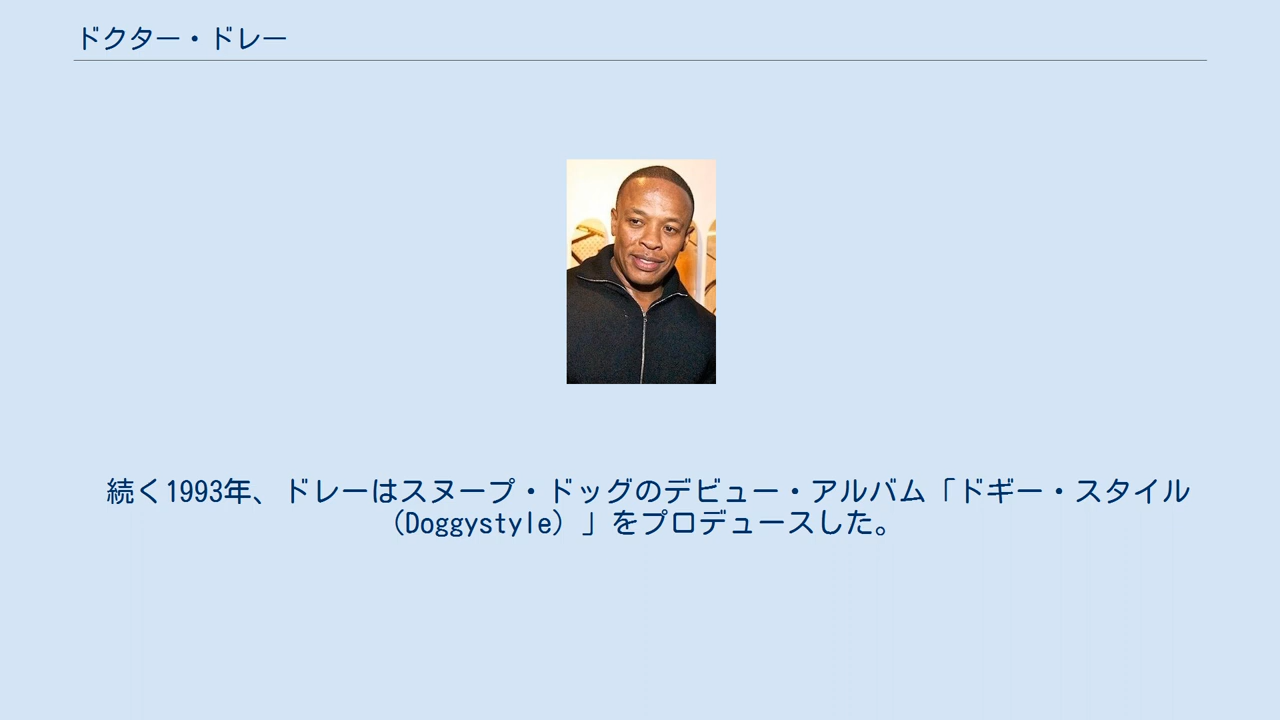 ドクター・ドレー
続く1993年、ドレーはスヌープ・ドッグのデビュー・アルバム「ドギー・スタイル
（Doggystyle）」をプロデュースした。